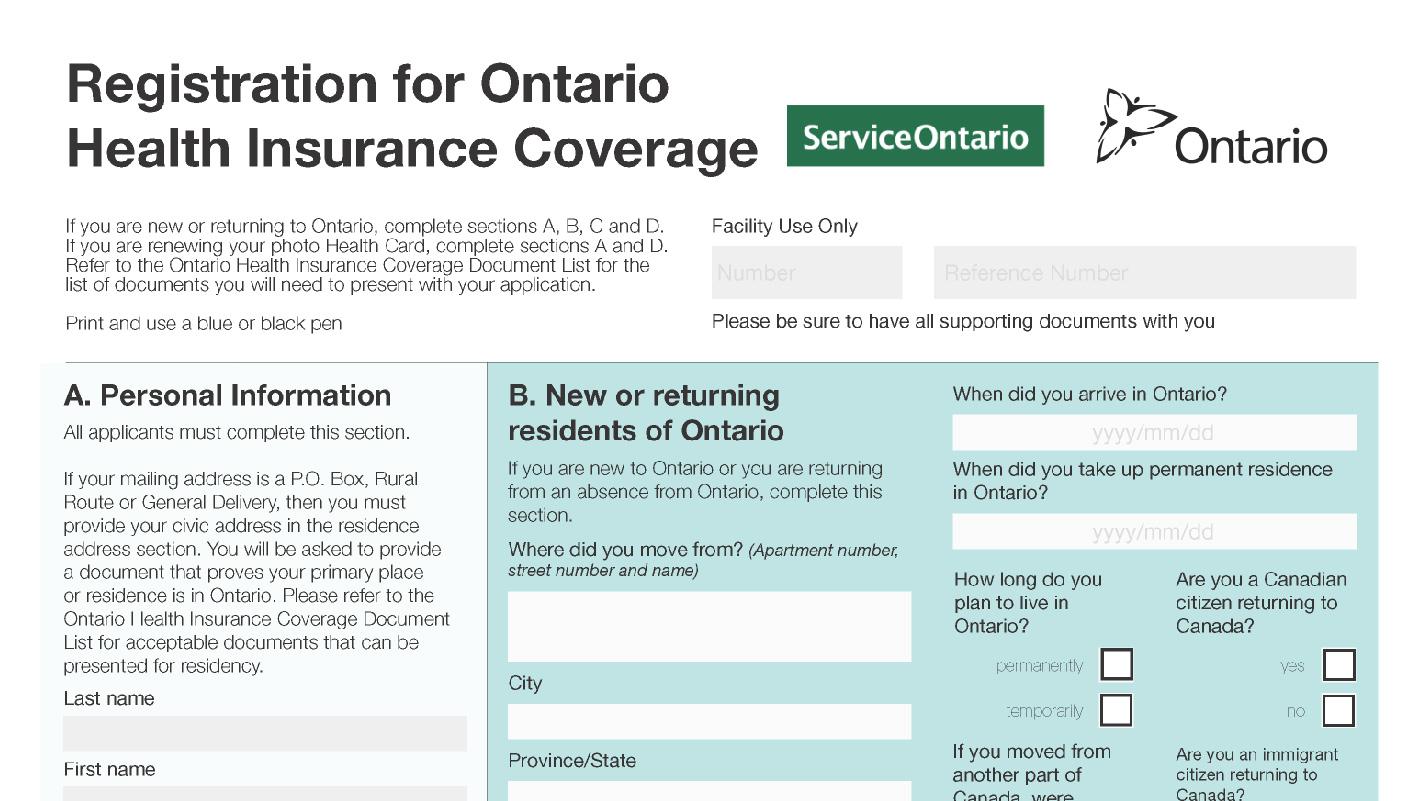 Registration for Ontario
Health Insurance Coverage
ServiceOntario
Ontario
If you are new or returning to Ontario, complete sections A, B, C and D.
If you are renewing your photo Health Card, complete sections A and D.
Refer to the Ontario Health Insurance Coverage Document List for the
list of documents you will need to present with your application.
Print and use a blue or black pen
Facility Use Only
Number
Reference Number
Please be sure to have all supporting documents with you
A. Personal Information
All applicants must complete this section.
If your mailing address is a P.O. Box, Rural
Route or General Delivery, then you must
provide your civic address in the residence
address section. You will be asked to provide
a document that proves your primary place
or residence is in Ontario. Please refer to the
Ontario Health Insurance Coverage Document
List for acceptable documents that can be
presented for residency.
Last name
First name
B. New or returning
residents of Ontario
If you are new to Ontario or you are returning
from an absence from Ontario, complete this
section.
Where did you move from? (Apartment number,
street number and name)
City
Province/State
When did you arrive in Ontario?
yyyy/mm/dd
When did you take up permanent residence
in Ontario?
yyyy/mm/dd
How long do you
plan to live in
Ontario?
permanently
temporarily
Are you a Canadian
citizen returning to
Canada?
yes
no
If you moved from
another part of
Canada, were
Are you an immigrant
citizen returning to
Canada?